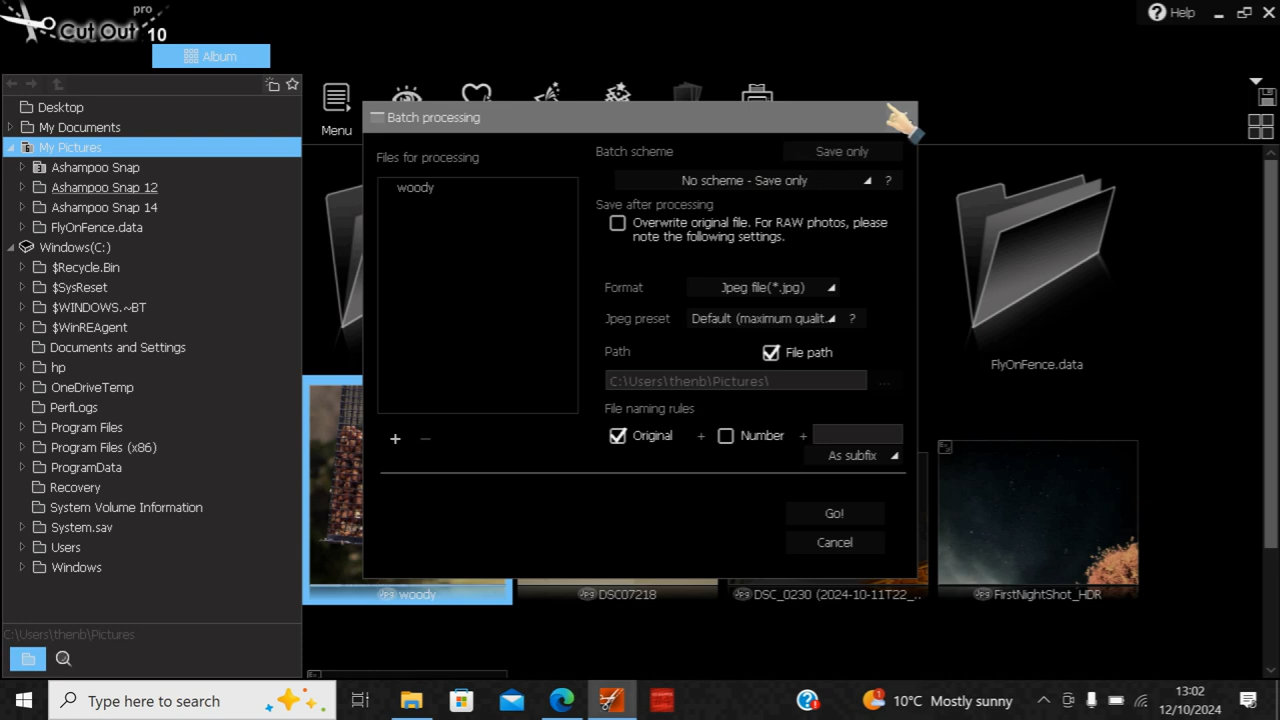 pro
Cut Out
10
Help
Album
Desktop
My Documents
My Pictures
Ashampoo Snap
Ashampoo Snap 12
Ashampoo Snap 14
FlyOnFence.data
Windows(C:)
$Recycle.Bin
$SysReset
$WINDOWS.~BT
$WinREAgent
Documents and Settings
hp
OneDriveTemp
PerfLogs
Program Files
Program Files (x86)
ProgramData
Recovery
System Volume Information
System.sav
Users
Windows
C:\Users\thenb\Pictures
Menu
Batch processing
Files for processing
woody
+ −
Batch scheme
Save only
No scheme - Save only
?
Save after processing
Overwrite original file. For RAW photos, please
note the following settings.
Format
Jpeg file(*.jpg)
Jpeg preset
Default (maximum qualit.
?
Path
File path
C:\Users\thenb\Pictures\
...
File naming rules
Original + Number +
As subfix
Go!
Cancel
FlyOnFence.data
woody
DSC07218
DSC_0230 (2024-10-11T22_...
FirstNightShot_HDR
Type here to search
10°C Mostly sunny
13:02
12/10/2024